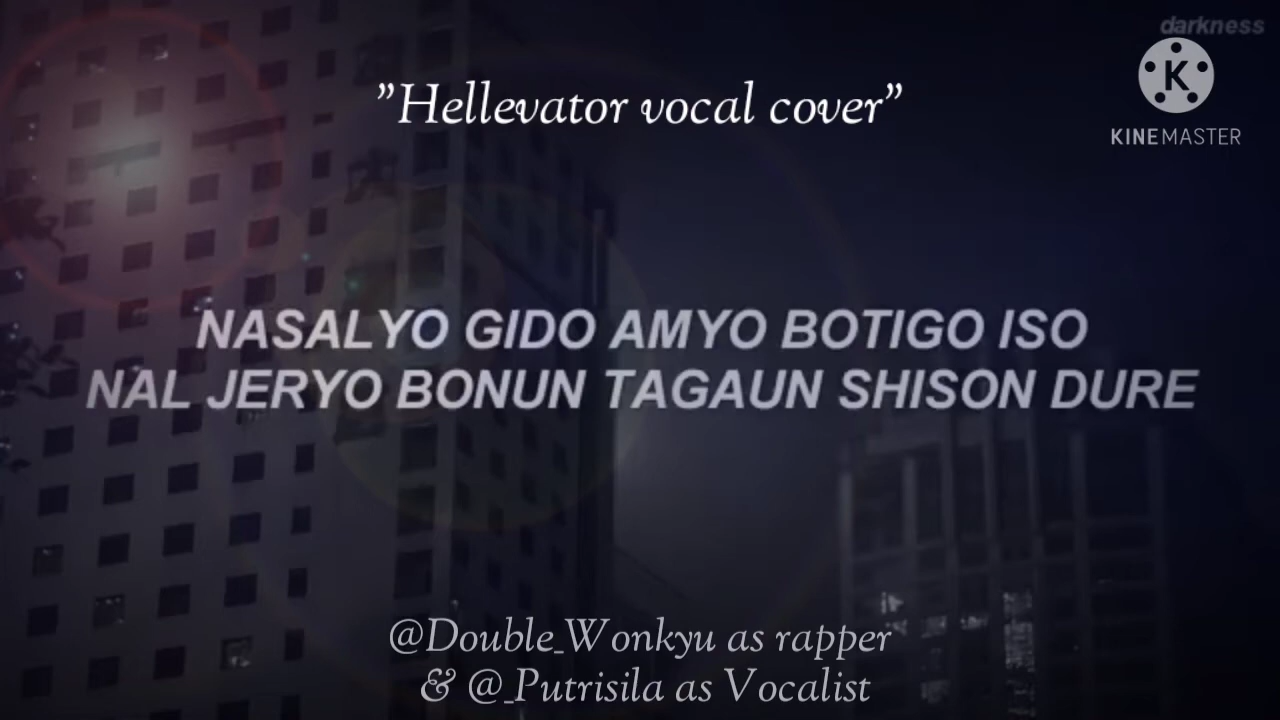 darkness
"Hellevator vocal cover"
K
KINEMASTER
NASALYO GIDO AMYO BOTIGO ISO
NAL JERYO BONUN TAGAUN SHISON DURE
@Double_Wonkyu as rapper
& @_Putrisila as Vocalist